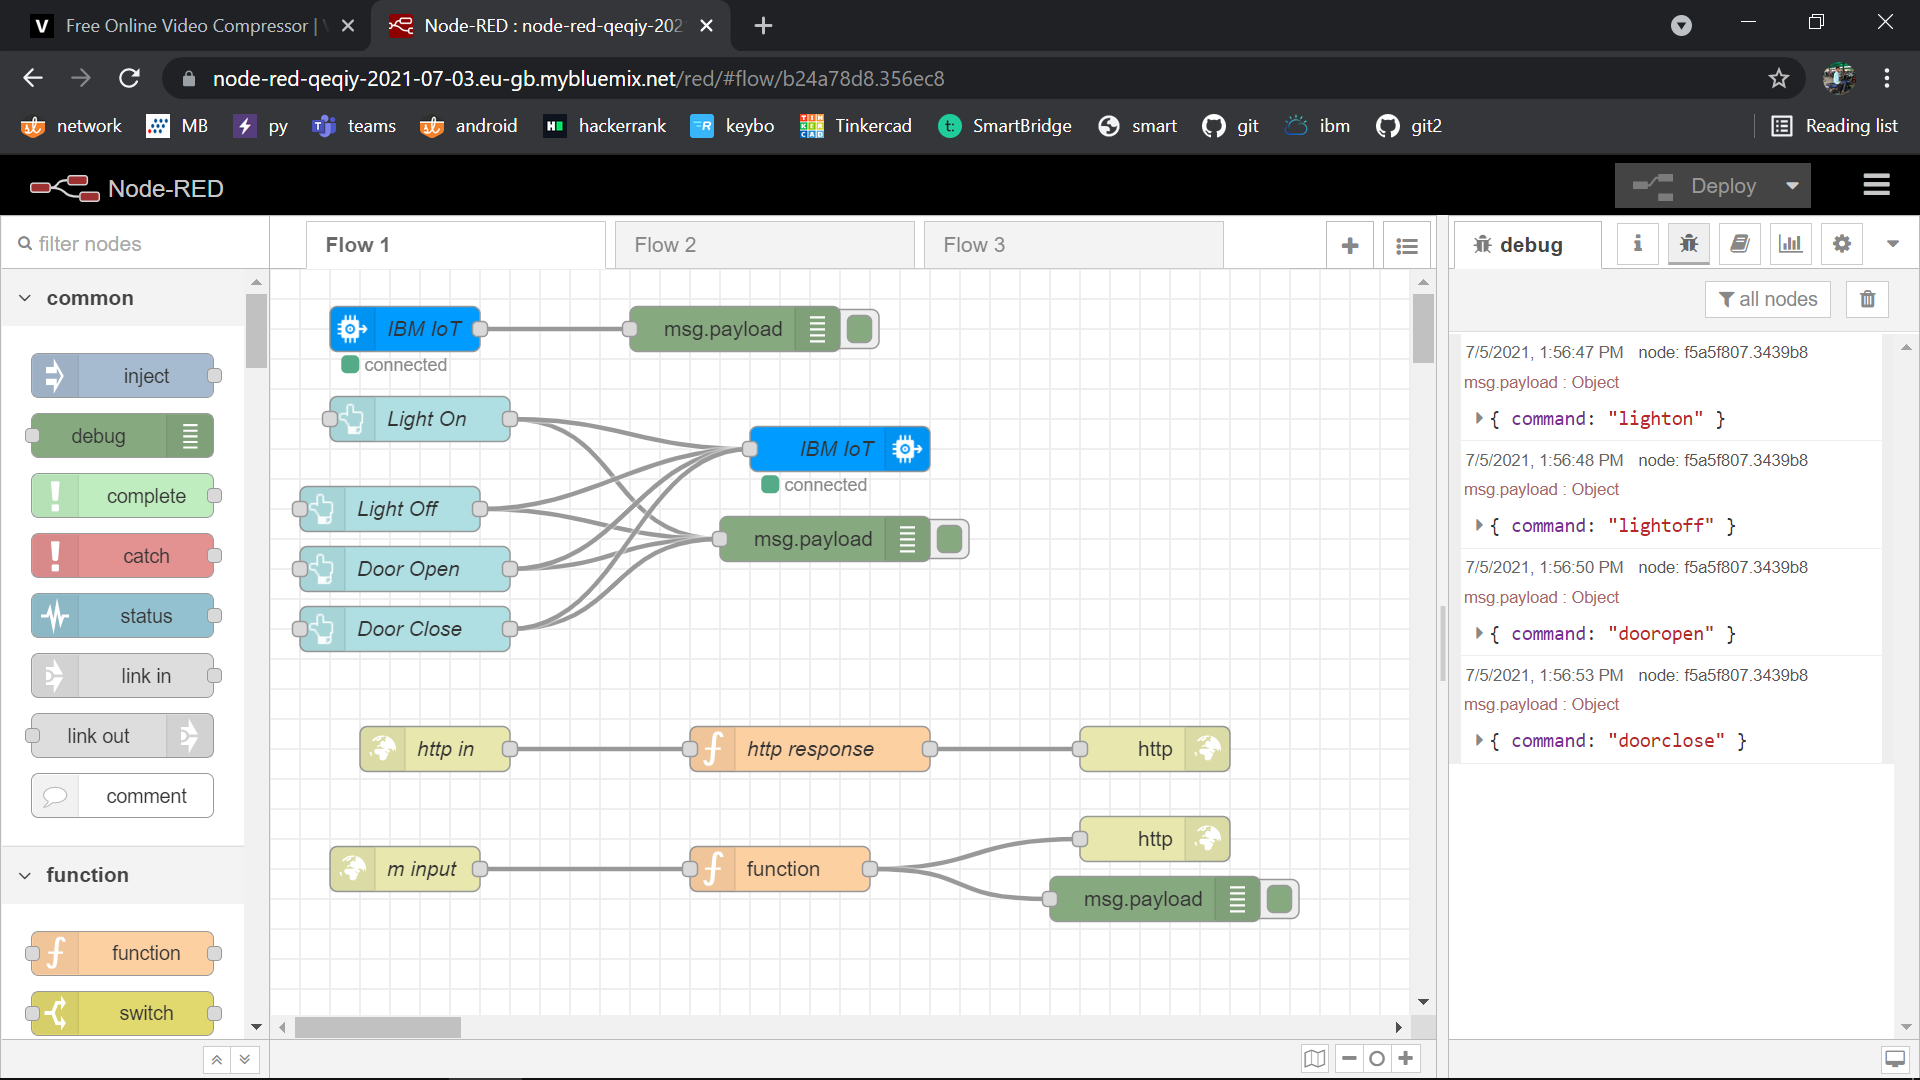 Free Online Video Compressor |
Node-RED : node-red-qeqiy-202
node-red-qeqiy-2021-07-03.eu-gb.mybluemix.net/red/#flow/b24a78d8.356ec8
network MB py teams android hackerrank keybo Tinkercad SmartBridge smart git ibm git2 Reading list
Node-RED
Deploy
filter nodes
common
inject
debug
complete
catch
status
link in
link out
comment
function
function
switch
Flow 1
Flow 2
Flow 3
IBM IoT
connected
msg.payload
Light On
Light Off
Door Open
Door Close
IBM IoT
connected
msg.payload
http in
http response
http
m input
function
http
msg.payload
debug
all nodes
7/5/2021, 1:56:47 PM node: f5a5f807.3439b8
msg.payload : Object
{ command: "lighton" }
7/5/2021, 1:56:48 PM node: f5a5f807.3439b8
msg.payload : Object
{ command: "lightoff" }
7/5/2021, 1:56:50 PM node: f5a5f807.3439b8
msg.payload : Object
{ command: "dooropen" }
7/5/2021, 1:56:53 PM node: f5a5f807.3439b8
msg.payload : Object
{ command: "doorclose" }